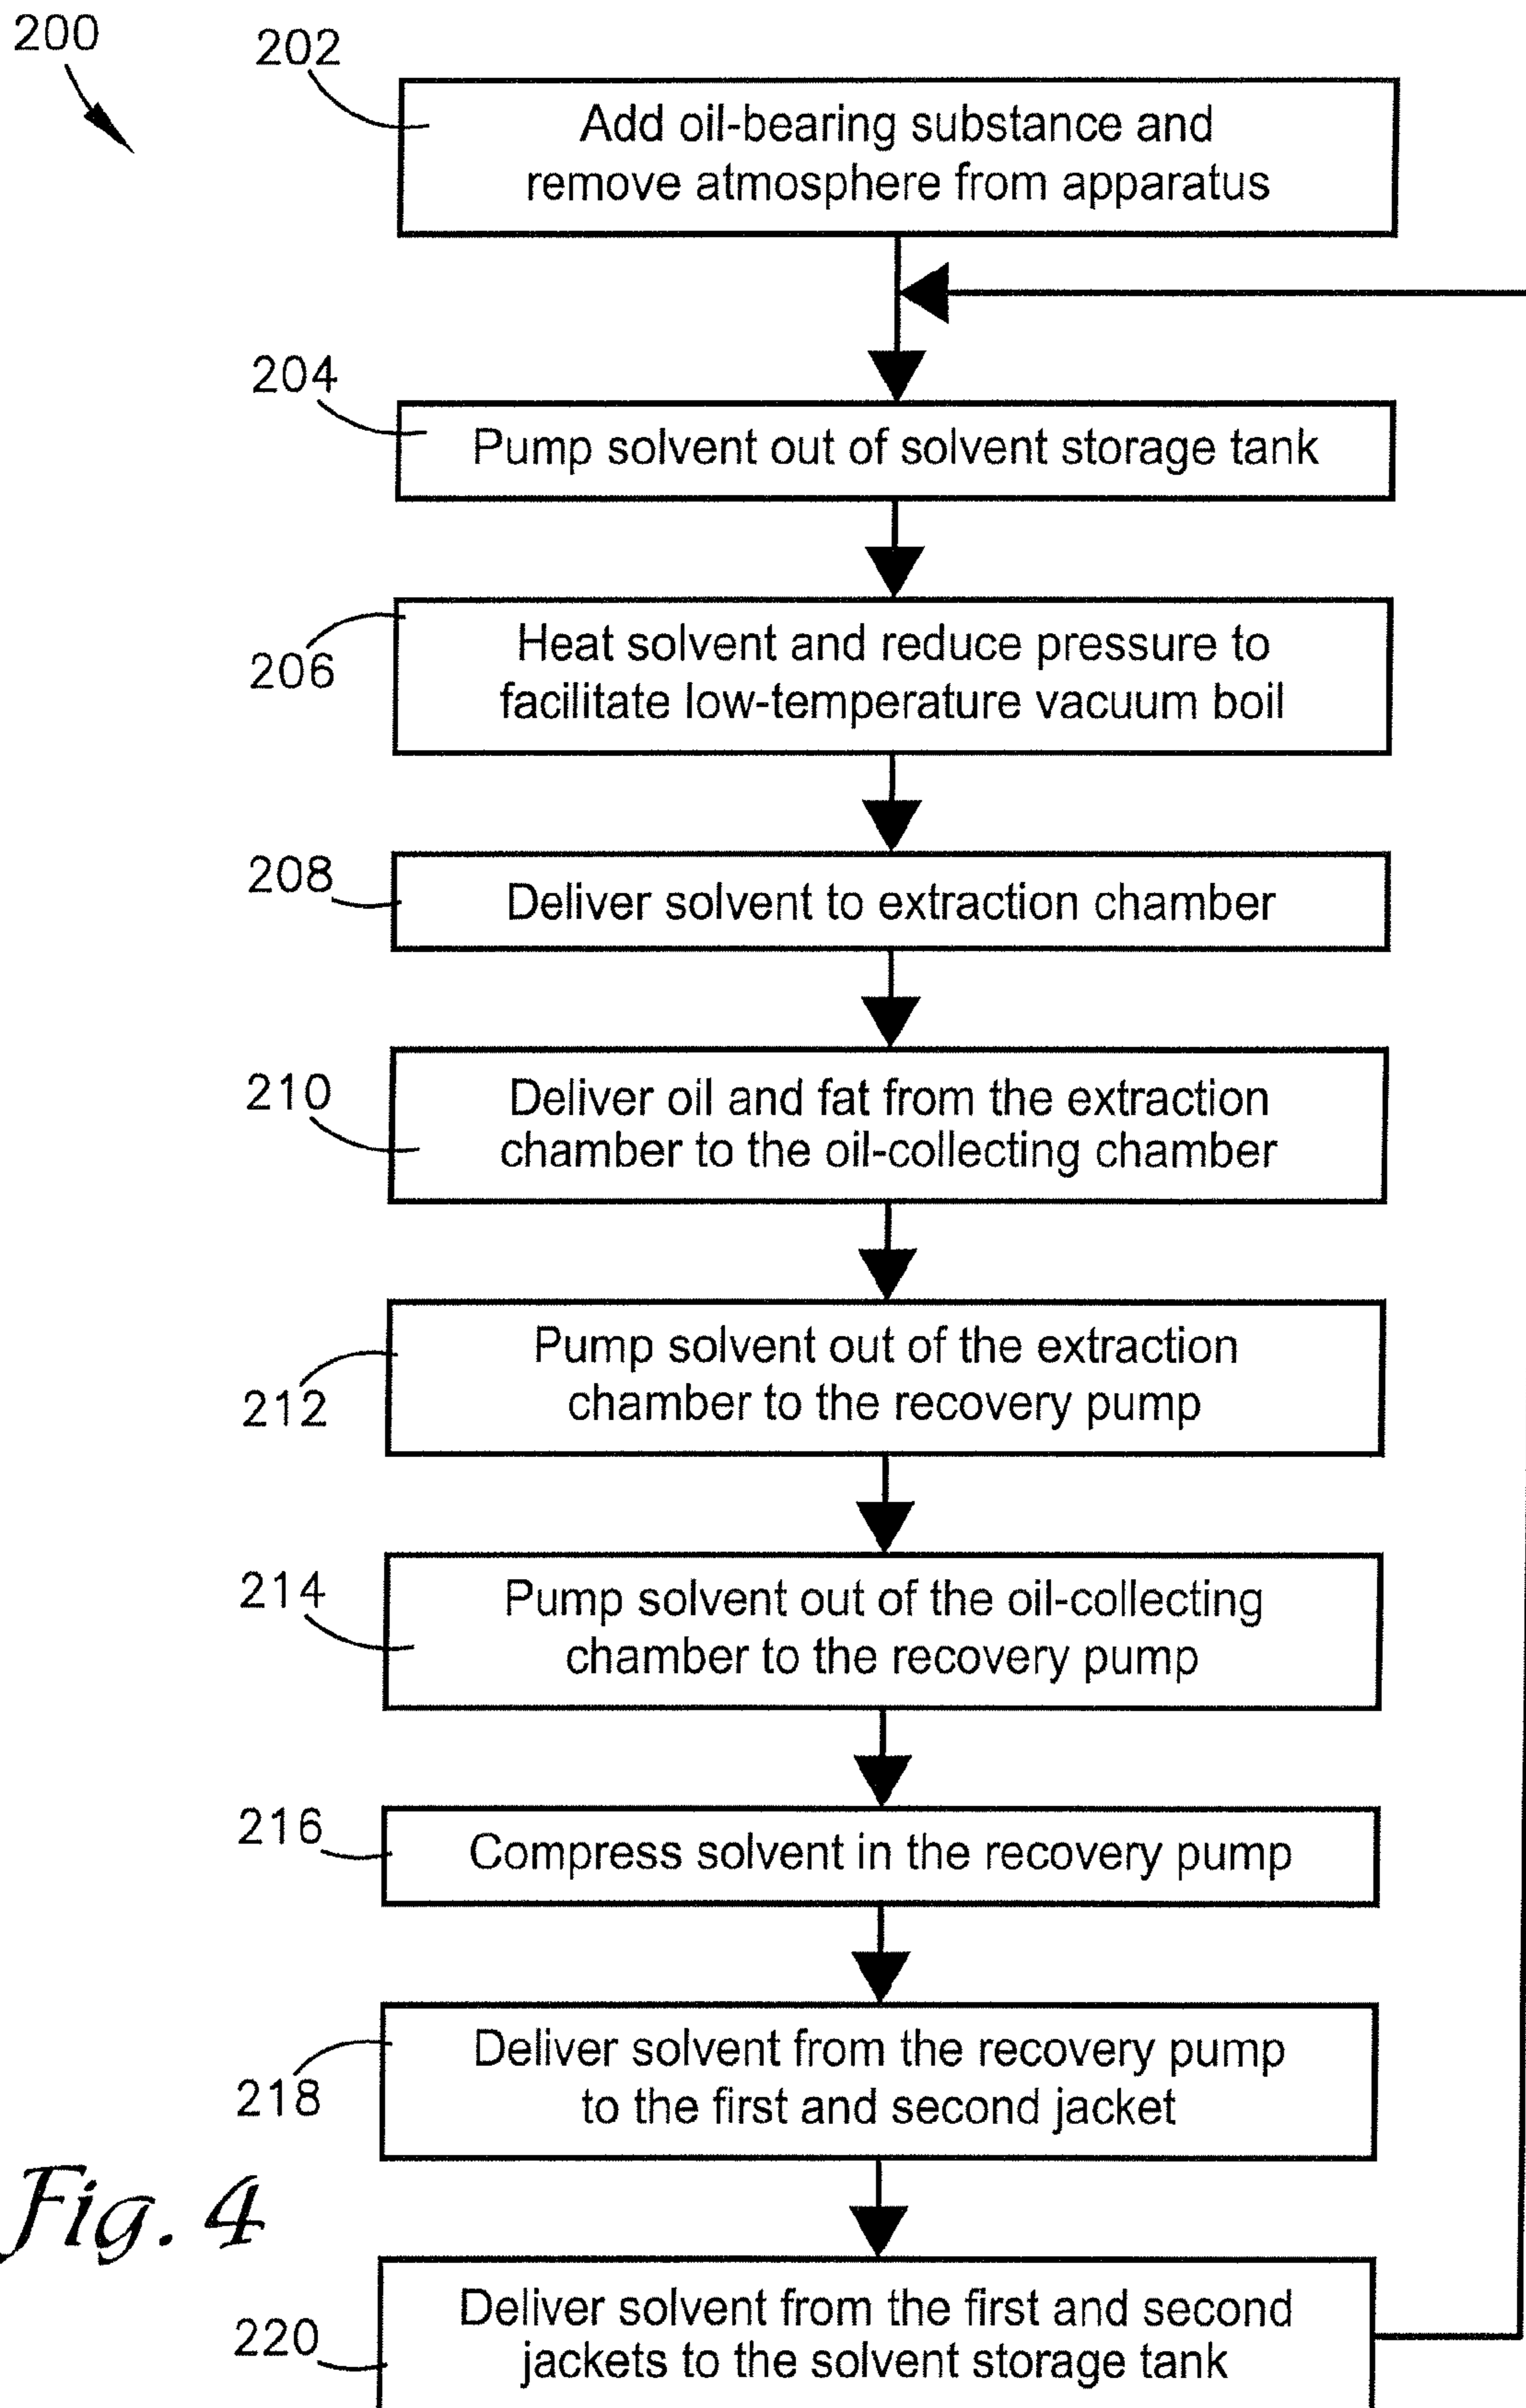 200
202
Add oil-bearing substance and
remove atmosphere from apparatus
204
Pump solvent out of solvent storage tank
206
Heat solvent and reduce pressure to
facilitate low-temperature vacuum boil
208
Deliver solvent to extraction chamber
210
Deliver oil and fat from the extraction
chamber to the oil-collecting chamber
212
Pump solvent out of the extraction
chamber to the recovery pump
214
Pump solvent out of the oil-collecting
chamber to the recovery pump
216
Compress solvent in the recovery pump
218
Deliver solvent from the recovery pump
to the first and second jacket
Fig. 4
220
Deliver solvent from the first and second
jackets to the solvent storage tank